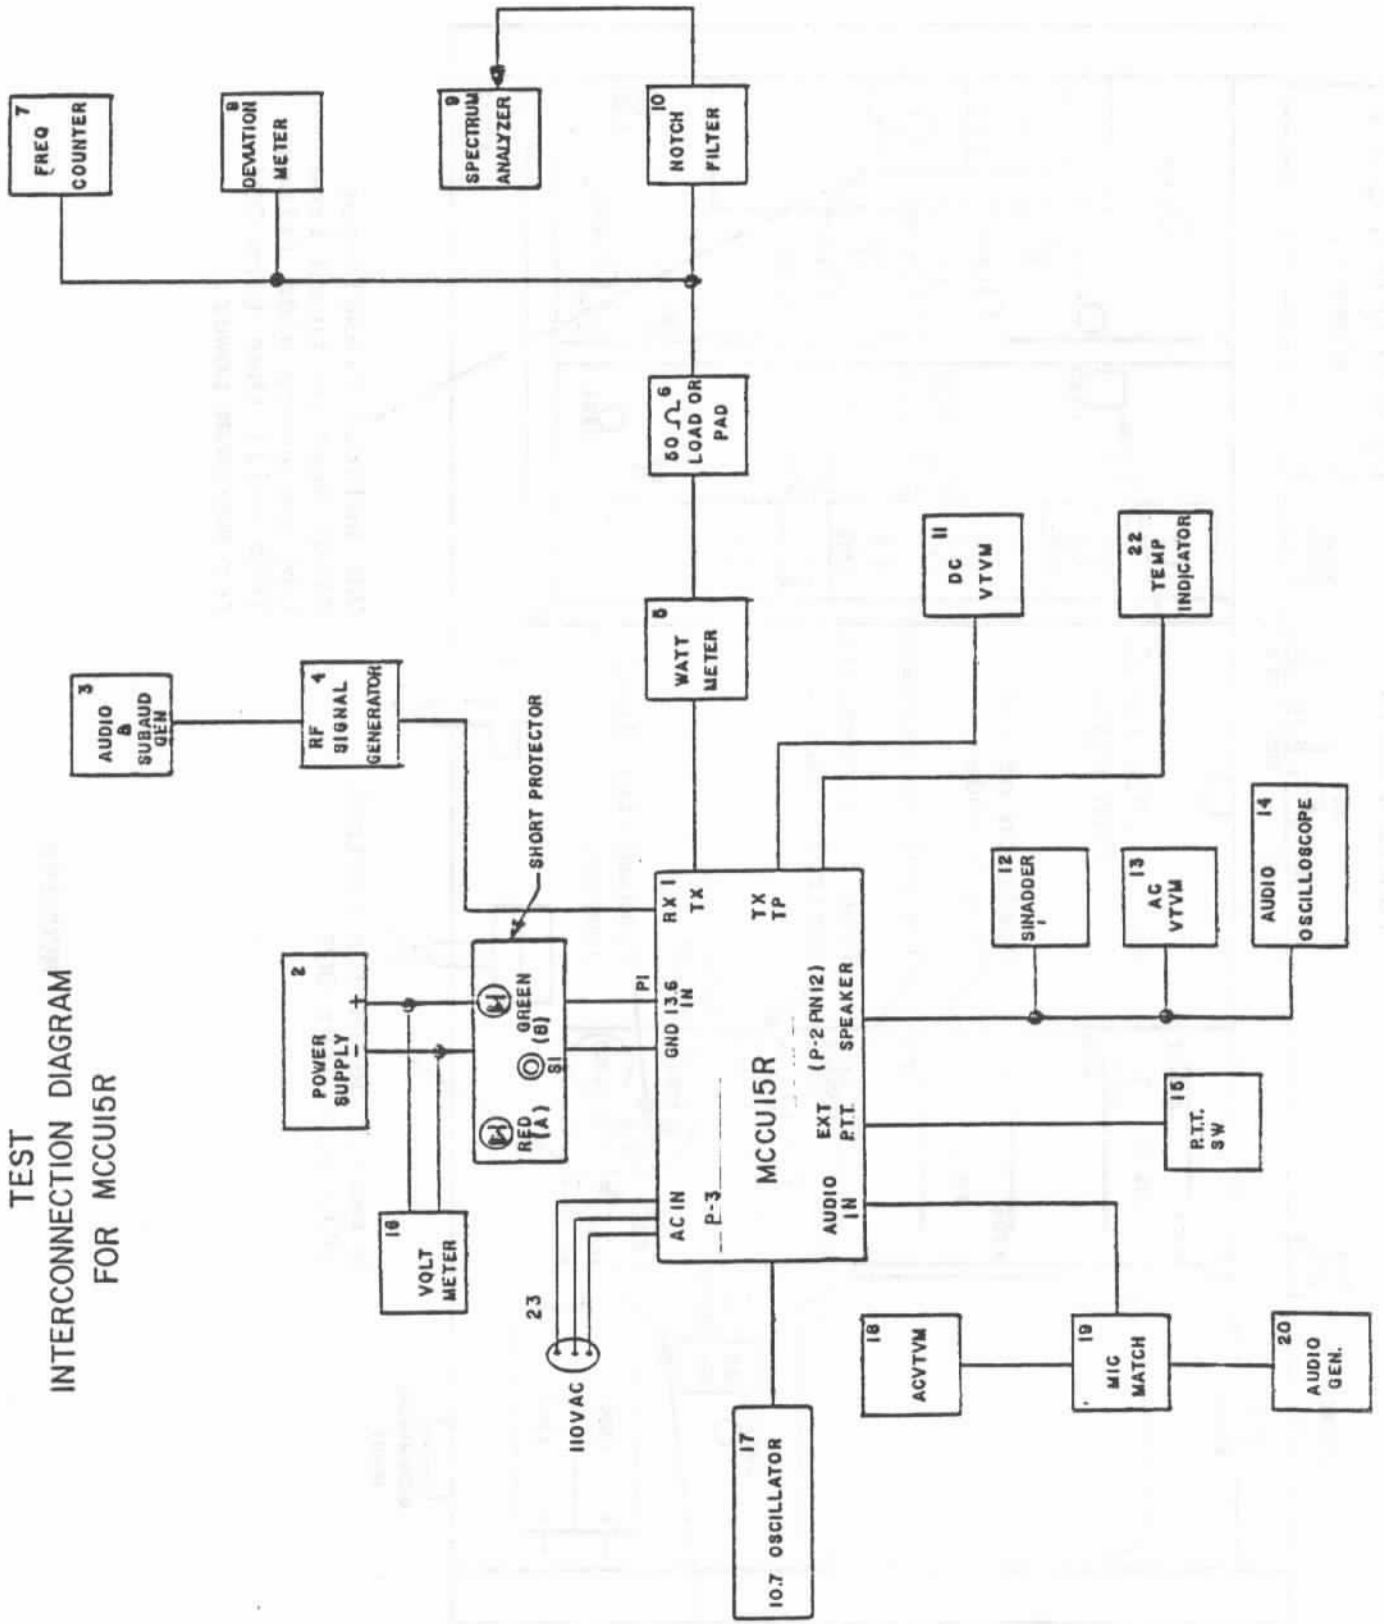 TEST
INTERCONNECTION DIAGRAM
FOR MCCU15R
3
AUDIO
&
SUBAUD
GEN
4
RF
SIGNAL
GENERATOR
7
FREQ
COUNTER
8
DEVIATION
METER
9
SPECTRUM
ANALYZER
10
NOTCH
FILTER
2
POWER
SUPPLY
- +
16
VOLT
METER
SHORT PROTECTOR
RED
(A)
S1
GREEN
(B)
5
WATT
METER
50 Ω 6
LOAD OR
PAD
23
110VAC
AC IN
P-3
GND 13.6
IN
P1
RX 1
TX
TX
TP
MCCU15R
AUDIO
IN
EXT
P.T.T.
(P-2 PIN 12)
SPEAKER
11
DC
VTVM
22
TEMP
INDICATOR
17
10.7 OSCILLATOR
18
ACVTVM
19
MIC
MATCH
20
AUDIO
GEN.
15
P.T.T.
SW
12
SINADDER
13
AC
VTVM
14
AUDIO
OSCILLOSCOPE